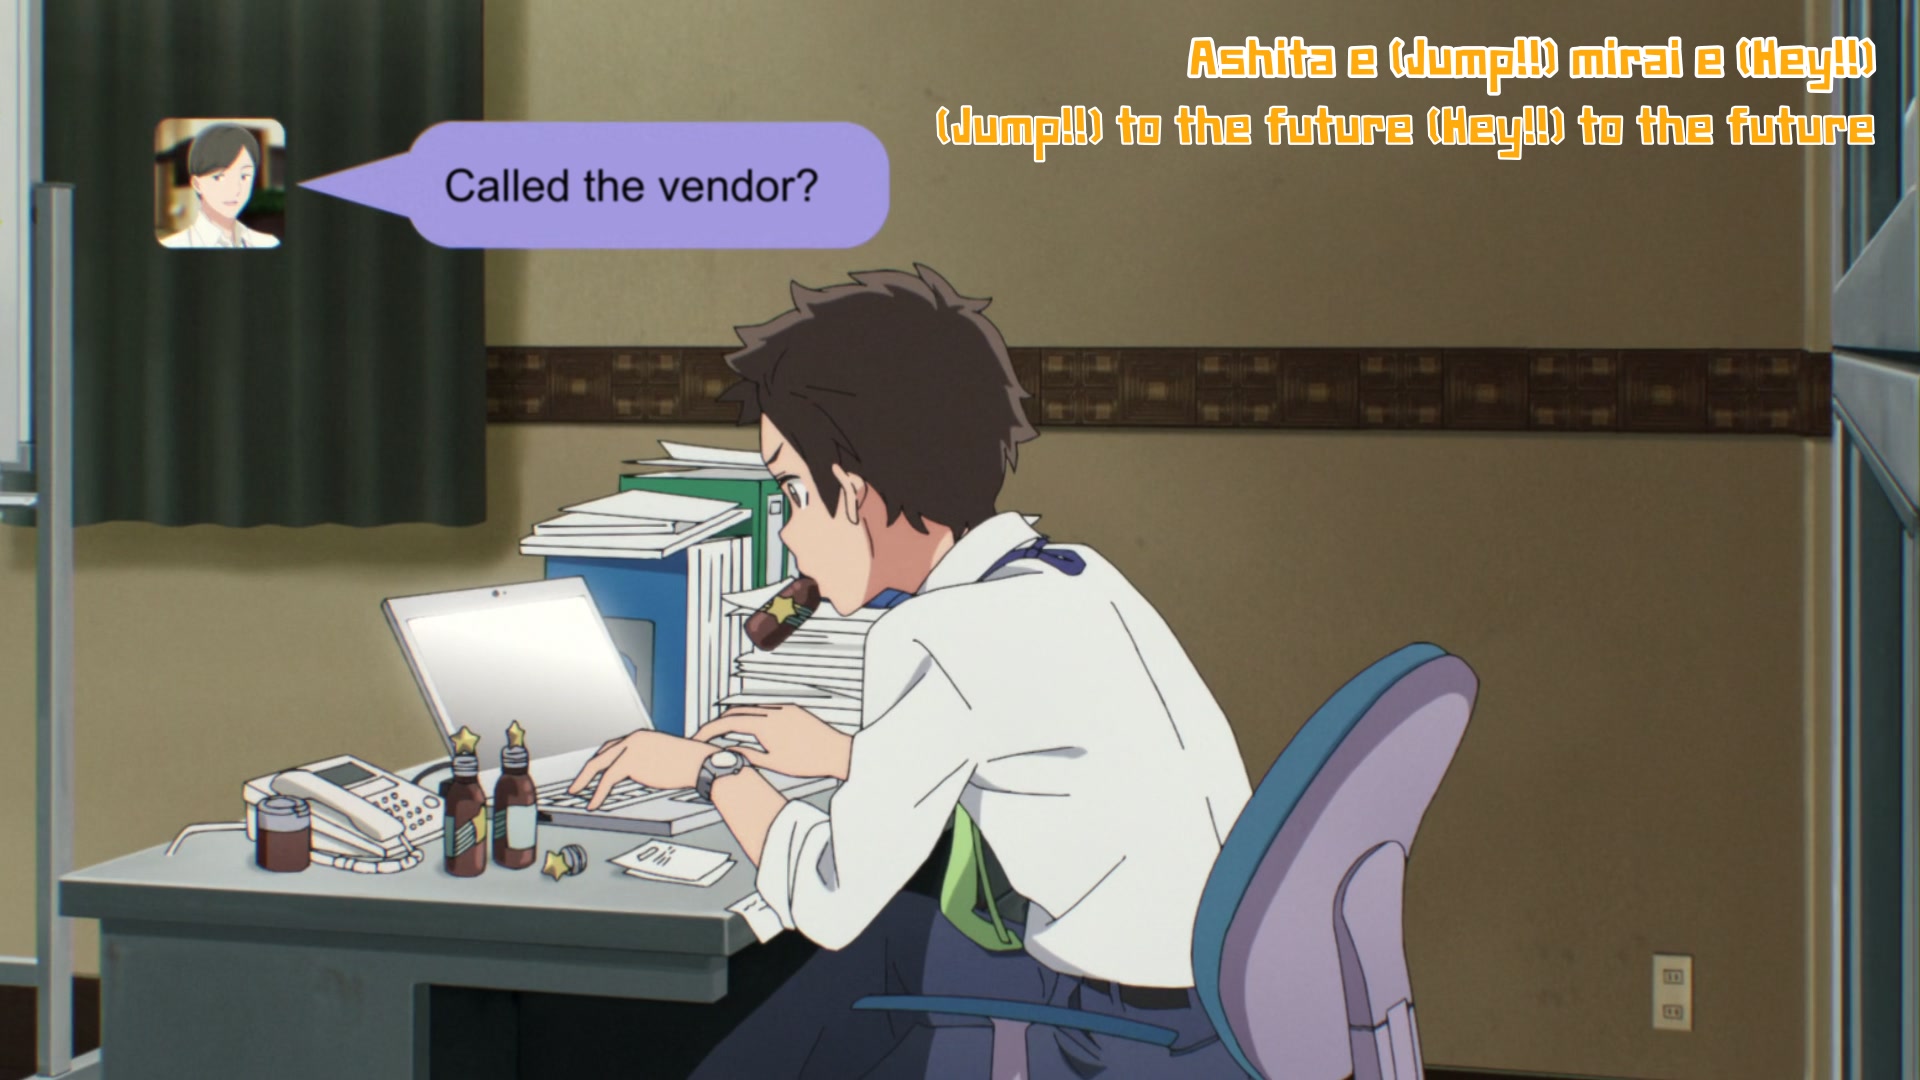 Ashita e (Jump!!) mirai e (Hey!!)
(Jump!!) to the future (Hey!!) to the future
Called the vendor?